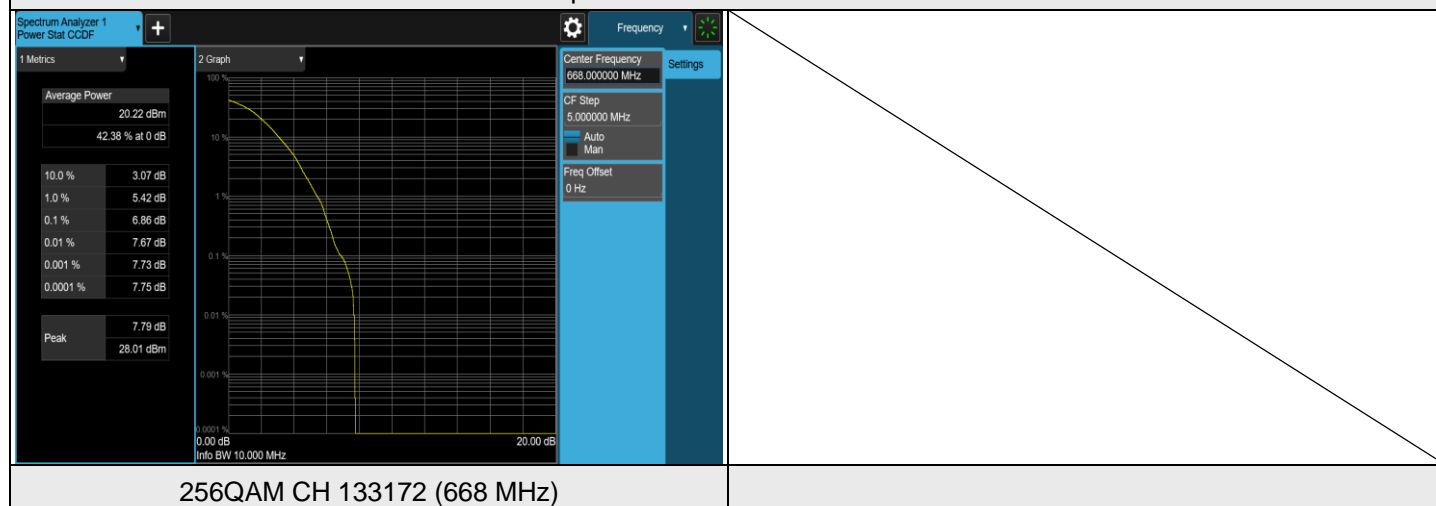 Spectrum Analyzer 1
Power Stat CCDF
+
Frequency
1 Metrics
2 Graph
Center Frequency
668.000000 MHz
Settings
CF Step
5.000000 MHz
Auto
Man
Freq Offset
0 Hz
Average Power
20.22 dBm
42.38 % at 0 dB
10.0 % 3.07 dB
1.0 % 5.42 dB
0.1 % 6.86 dB
0.01 % 7.67 dB
0.001 % 7.73 dB
0.0001 % 7.75 dB
Peak 7.79 dB
28.01 dBm
100 %
10 %
1 %
0.1 %
0.01 %
0.001 %
0.0001 %
0.00 dB 20.00 dB
Info BW 10.000 MHz
256QAM CH 133172 (668 MHz)